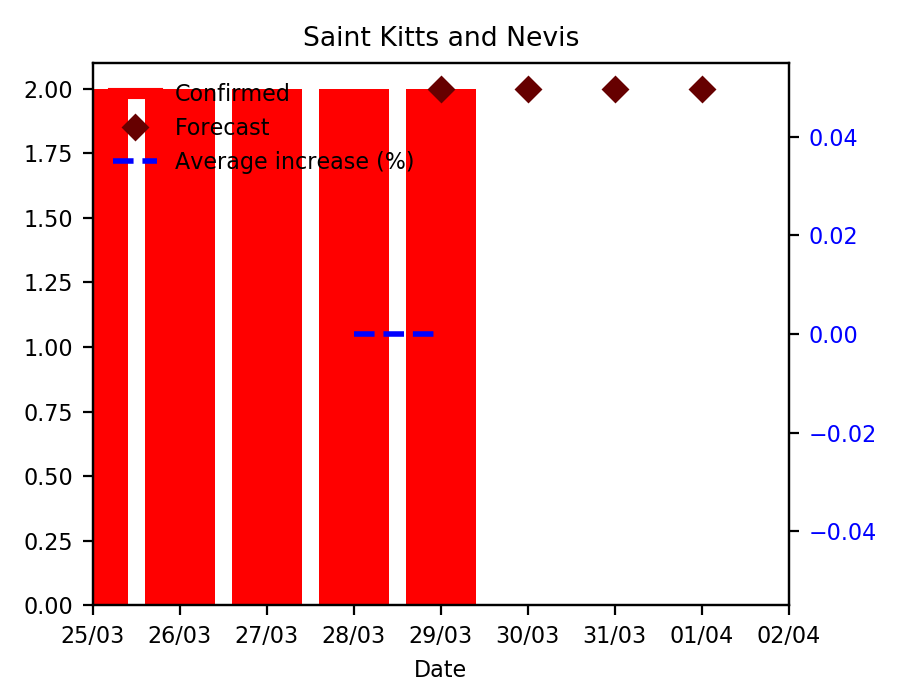 Saint Kitts and Nevis
2.00
1.75
1.50
1.25
1.00
0.75
0.50
0.25
0.00
Confirmed
Forecast
Average increase (%)
0.04
0.02
0.00
−0.02
−0.04
25/03 26/03 27/03 28/03 29/03 30/03 31/03 01/04 02/04
Date